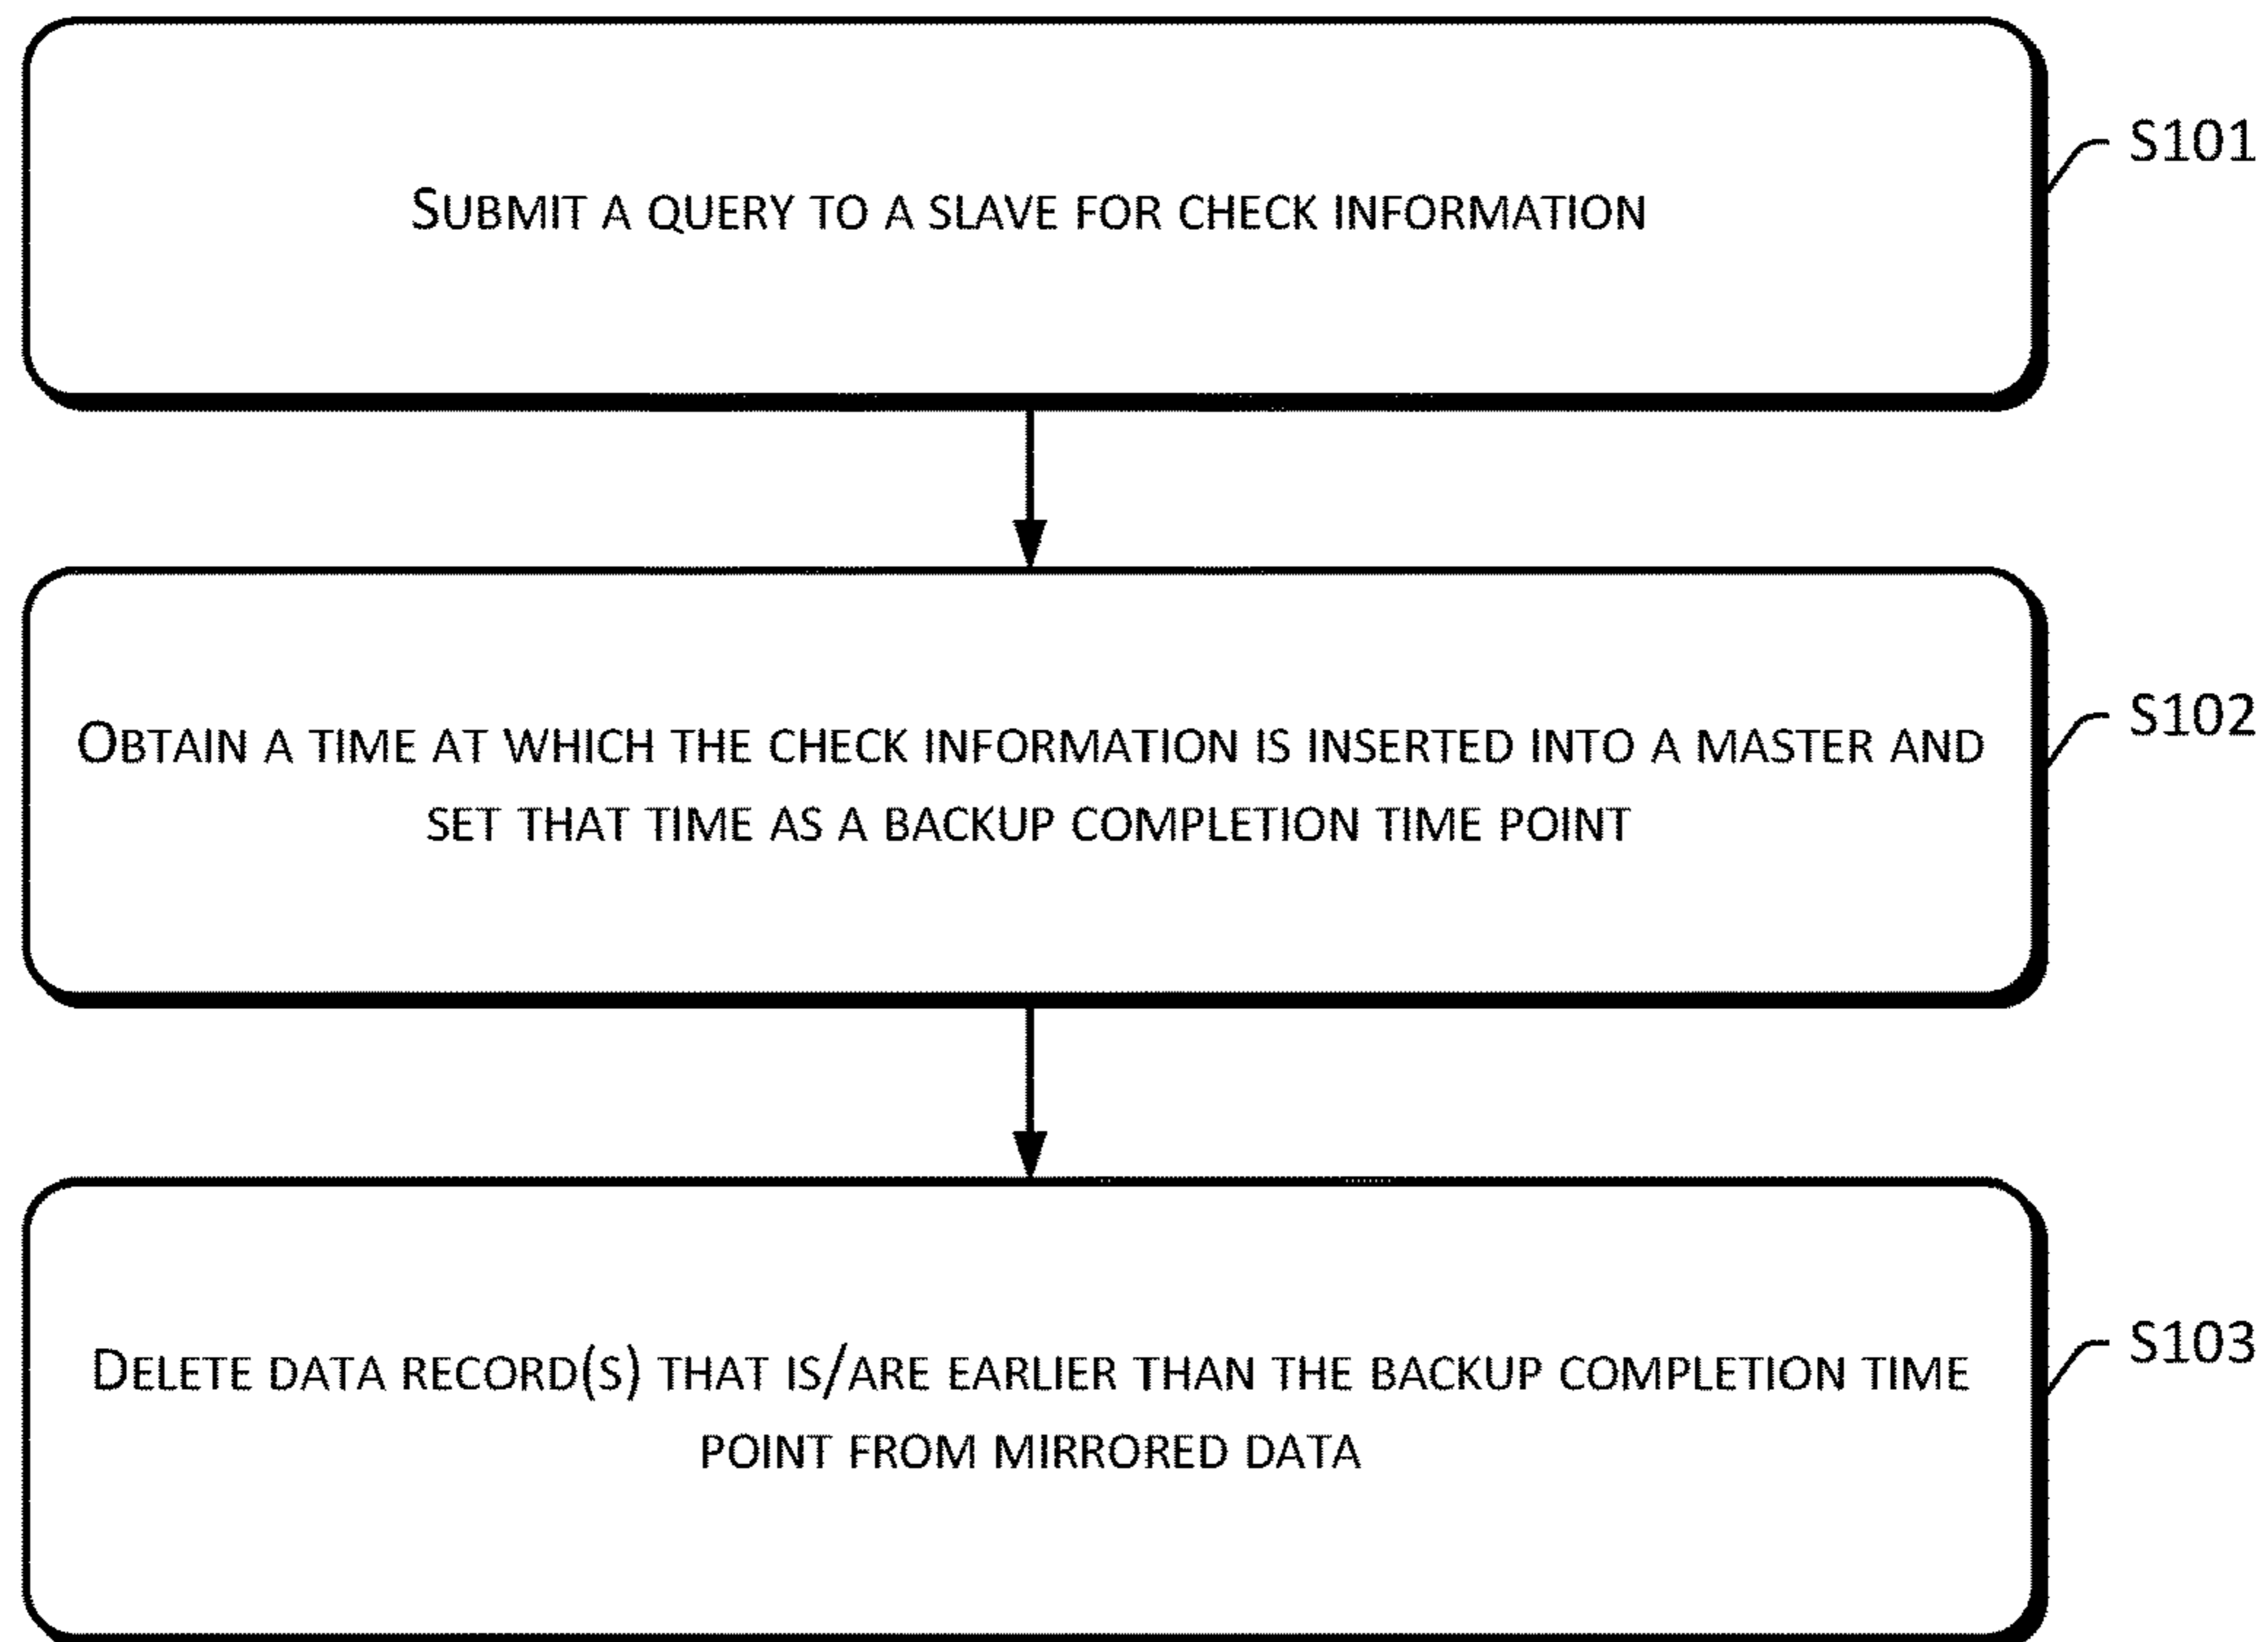 SUBMIT A QUERY TO A SLAVE FOR CHECK INFORMATION
S101
OBTAIN A TIME AT WHICH THE CHECK INFORMATION IS INSERTED INTO A MASTER AND
SET THAT TIME AS A BACKUP COMPLETION TIME POINT
S102
DELETE DATA RECORD(S) THAT IS/ARE EARLIER THAN THE BACKUP COMPLETION TIME
POINT FROM MIRRORED DATA
S103